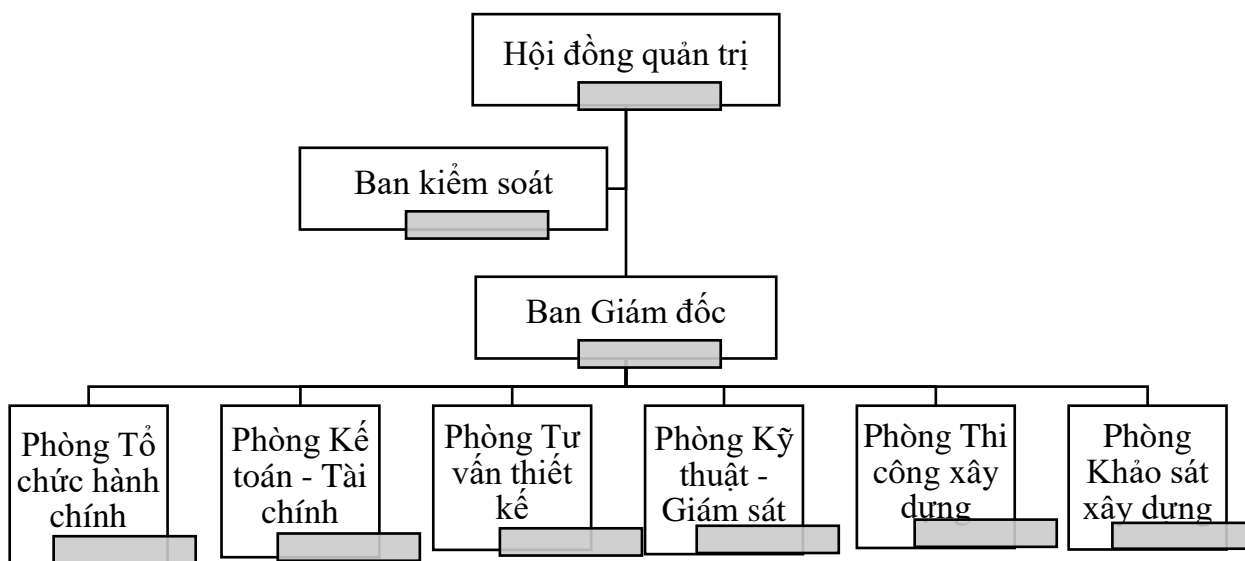 Hội đồng quản trị
Ban kiểm soát
Ban Giám đốc
Phòng Tổ
chức hành
chính
Phòng Kế
toán - Tài
chính
Phòng Tư
vấn thiết
kế
Phòng Kỹ
thuật -
Giám sát
Phòng Thi
công xây
dựng
Phòng
Khảo sát
xây dựng